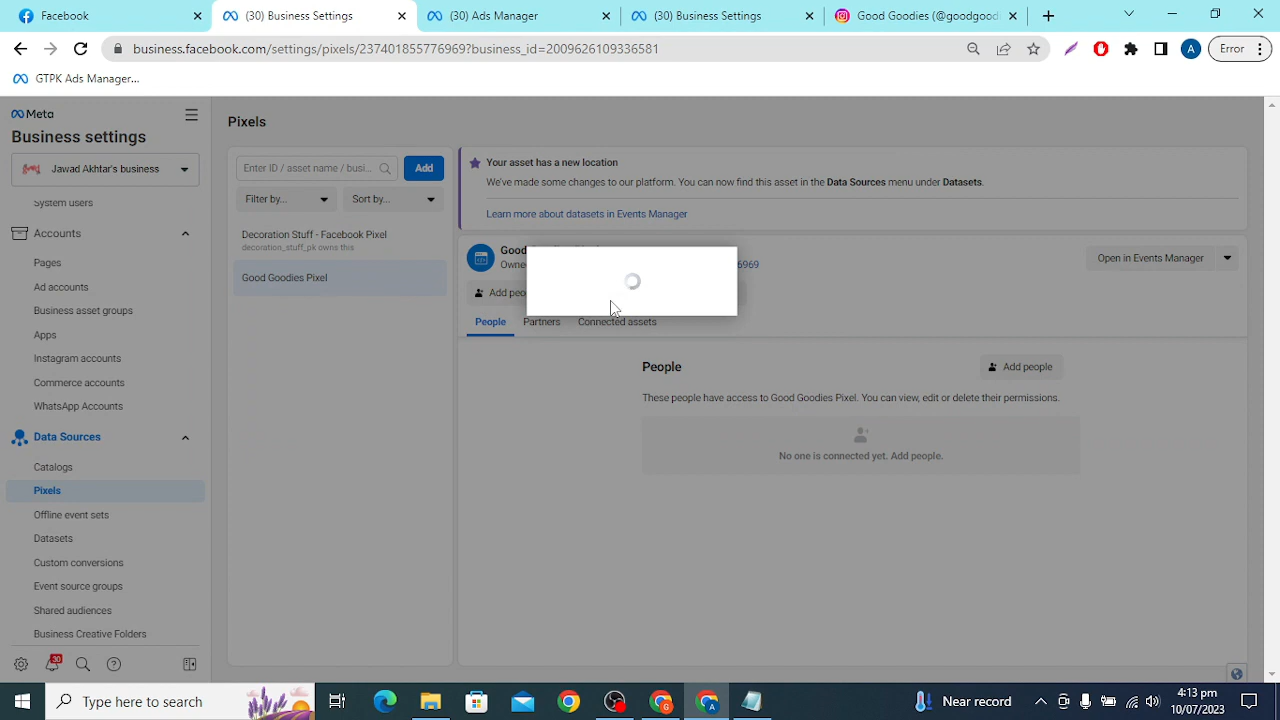 Facebook
(30) Business Settings
(30) Ads Manager
(30) Business Settings
Good Goodies (@goodgood
business.facebook.com/settings/pixels/237401855776969?business_id=2009626109336581
Error
GTPK Ads Manager...
Meta
Business settings
Jawad Akhtar's business
System users
Accounts
Pages
Ad accounts
Business asset groups
Apps
Instagram accounts
Commerce accounts
WhatsApp Accounts
Data Sources
Catalogs
Pixels
Offline event sets
Datasets
Custom conversions
Event source groups
Shared audiences
Business Creative Folders
30
Pixels
Enter ID / asset name / busi...
Add
Filter by...
Sort by...
Decoration Stuff - Facebook Pixel
decoration_stuff_pk owns this
Good Goodies Pixel
Your asset has a new location
We've made some changes to our platform. You can now find this asset in the Data Sources menu under Datasets.
Learn more about datasets in Events Manager
Good
Owne
6969
Open in Events Manager
Add peo
People
Partners
Connected assets
People
Add people
These people have access to Good Goodies Pixel. You can view, edit or delete their permissions.
No one is connected yet. Add people.
Type here to search
G
A
Near record
4:13 pm
10/07/2023